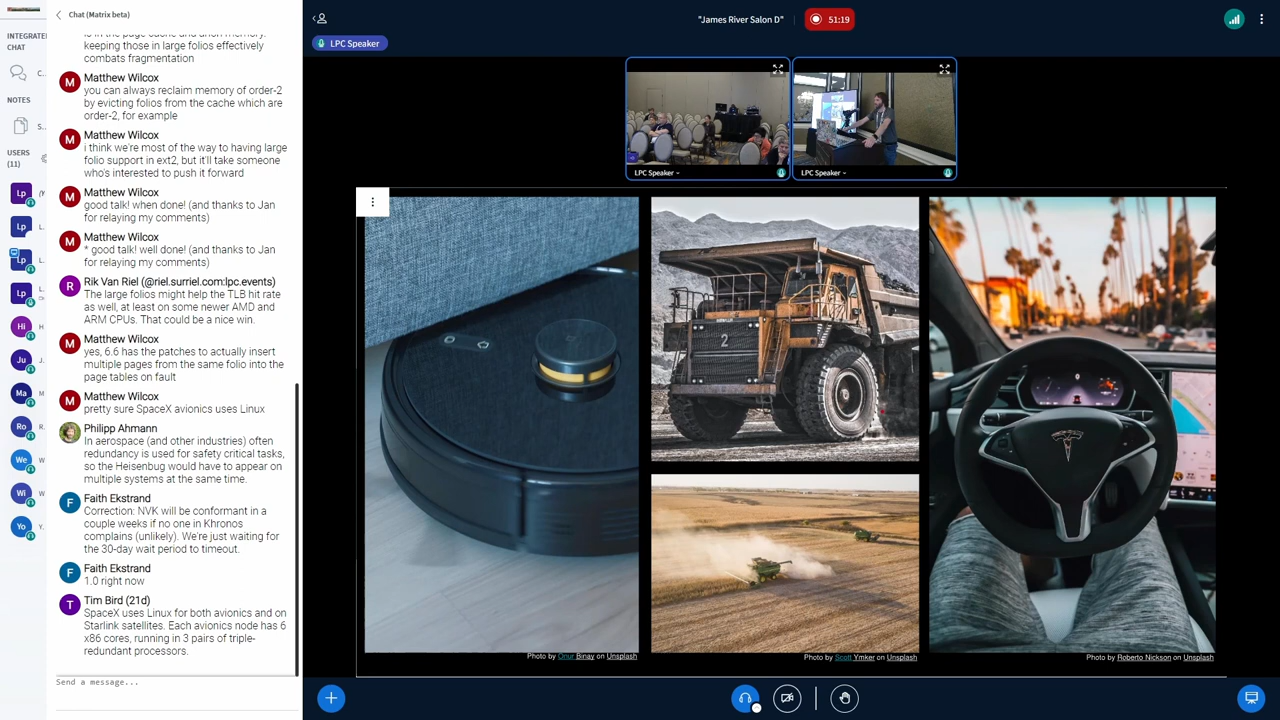 Chat (Matrix beta)
"James River Salon D"
51:19
LPC Speaker
INTEGRATE
CHAT
C...
NOTES
S...
USERS
(11)
keeping those in large folios effectively
combats fragmentation
M
Matthew Wilcox
you can always reclaim memory of order-2
by evicting folios from the cache which are
order-2, for example
M
Matthew Wilcox
i think we're most of the way to having large
folio support in ext2, but it'll take someone
who's interested to push it forward
M
Matthew Wilcox
good talk! when done! (and thanks to Jan
for relaying my comments)
M
Matthew Wilcox
* good talk! well done! (and thanks to Jan
for relaying my comments)
R
Rik Van Riel (@riel.surriel.com:lpc.events)
The large folios might help the TLB hit rate
as well, at least on some newer AMD and
ARM CPUs. That could be a nice win.
M
Matthew Wilcox
yes, 6.6 has the patches to actually insert
multiple pages from the same folio into the
page tables on fault
M
Matthew Wilcox
pretty sure SpaceX avionics uses Linux
Philipp Ahmann
In aerospace (and other industries) often
redundancy is used for safety critical tasks,
so the Heisenbug would have to appear on
multiple systems at the same time.
F
Faith Ekstrand
Correction: NVK will be conformant in a
couple weeks if no one in Khronos
complains (unlikely). We're just waiting for
the 30-day wait period to timeout.
F
Faith Ekstrand
1.0 right now
T
Tim Bird (21d)
SpaceX uses Linux for both avionics and on
Starlink satellites. Each avionics node has 6
x86 cores, running in 3 pairs of triple-
redundant processors.
Send a message...
Lp
Lp
Lp
Lp
Hi
Ju
Ma
Ro
We
Wi
Yo
LPC Speaker
LPC Speaker
2
Photo by Onur Binay on Unsplash
Photo by Scott Ymker on Unsplash
Photo by Roberto Nickson on Unsplash